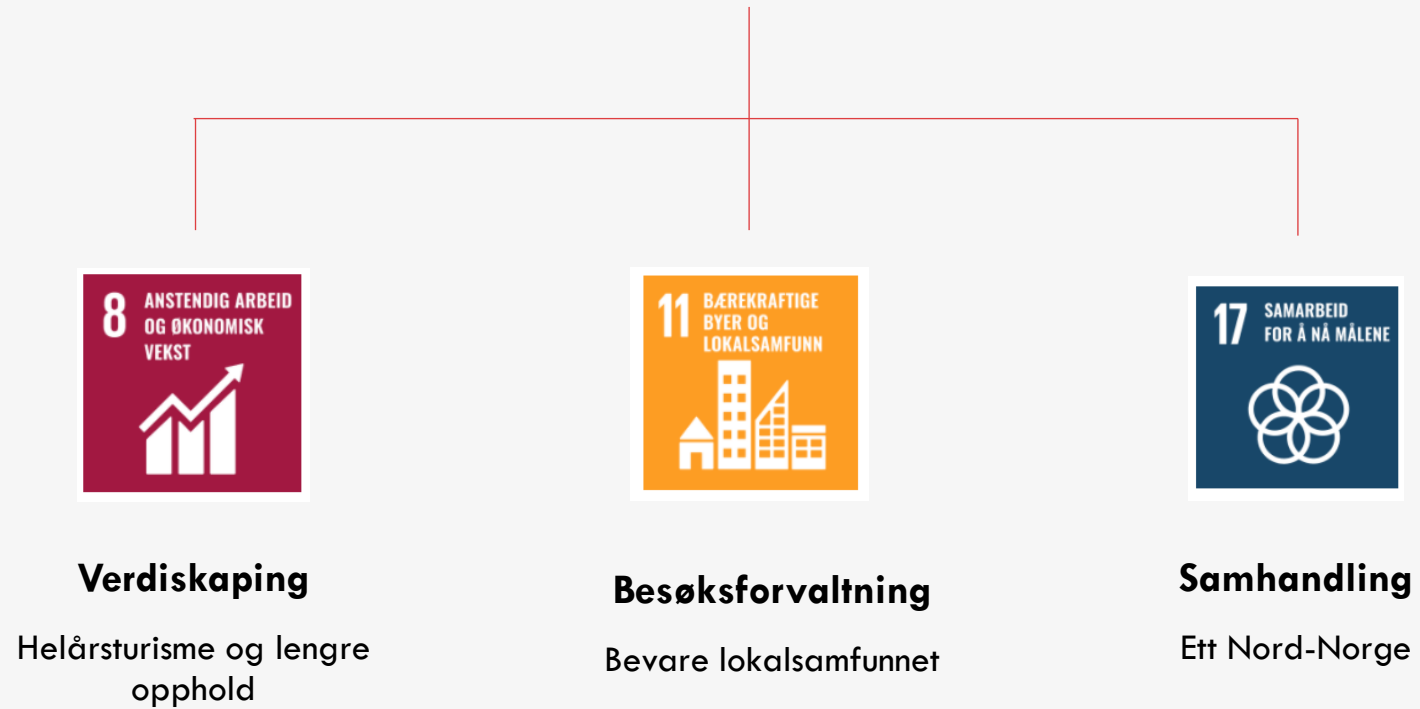 8
ANSTENDIG ARBEID
OG ØKONOMISK
VEKST
Verdiskaping
Helårsturisme og lengre
opphold
11
BÆREKRAFTIGE
BYER OG
LOKALSAMFUNN
Besøksforvaltning
Bevare lokalsamfunnet
17
SAMARBEID
FOR Å NÅ MÅLENE
Samhandling
Ett Nord-Norge